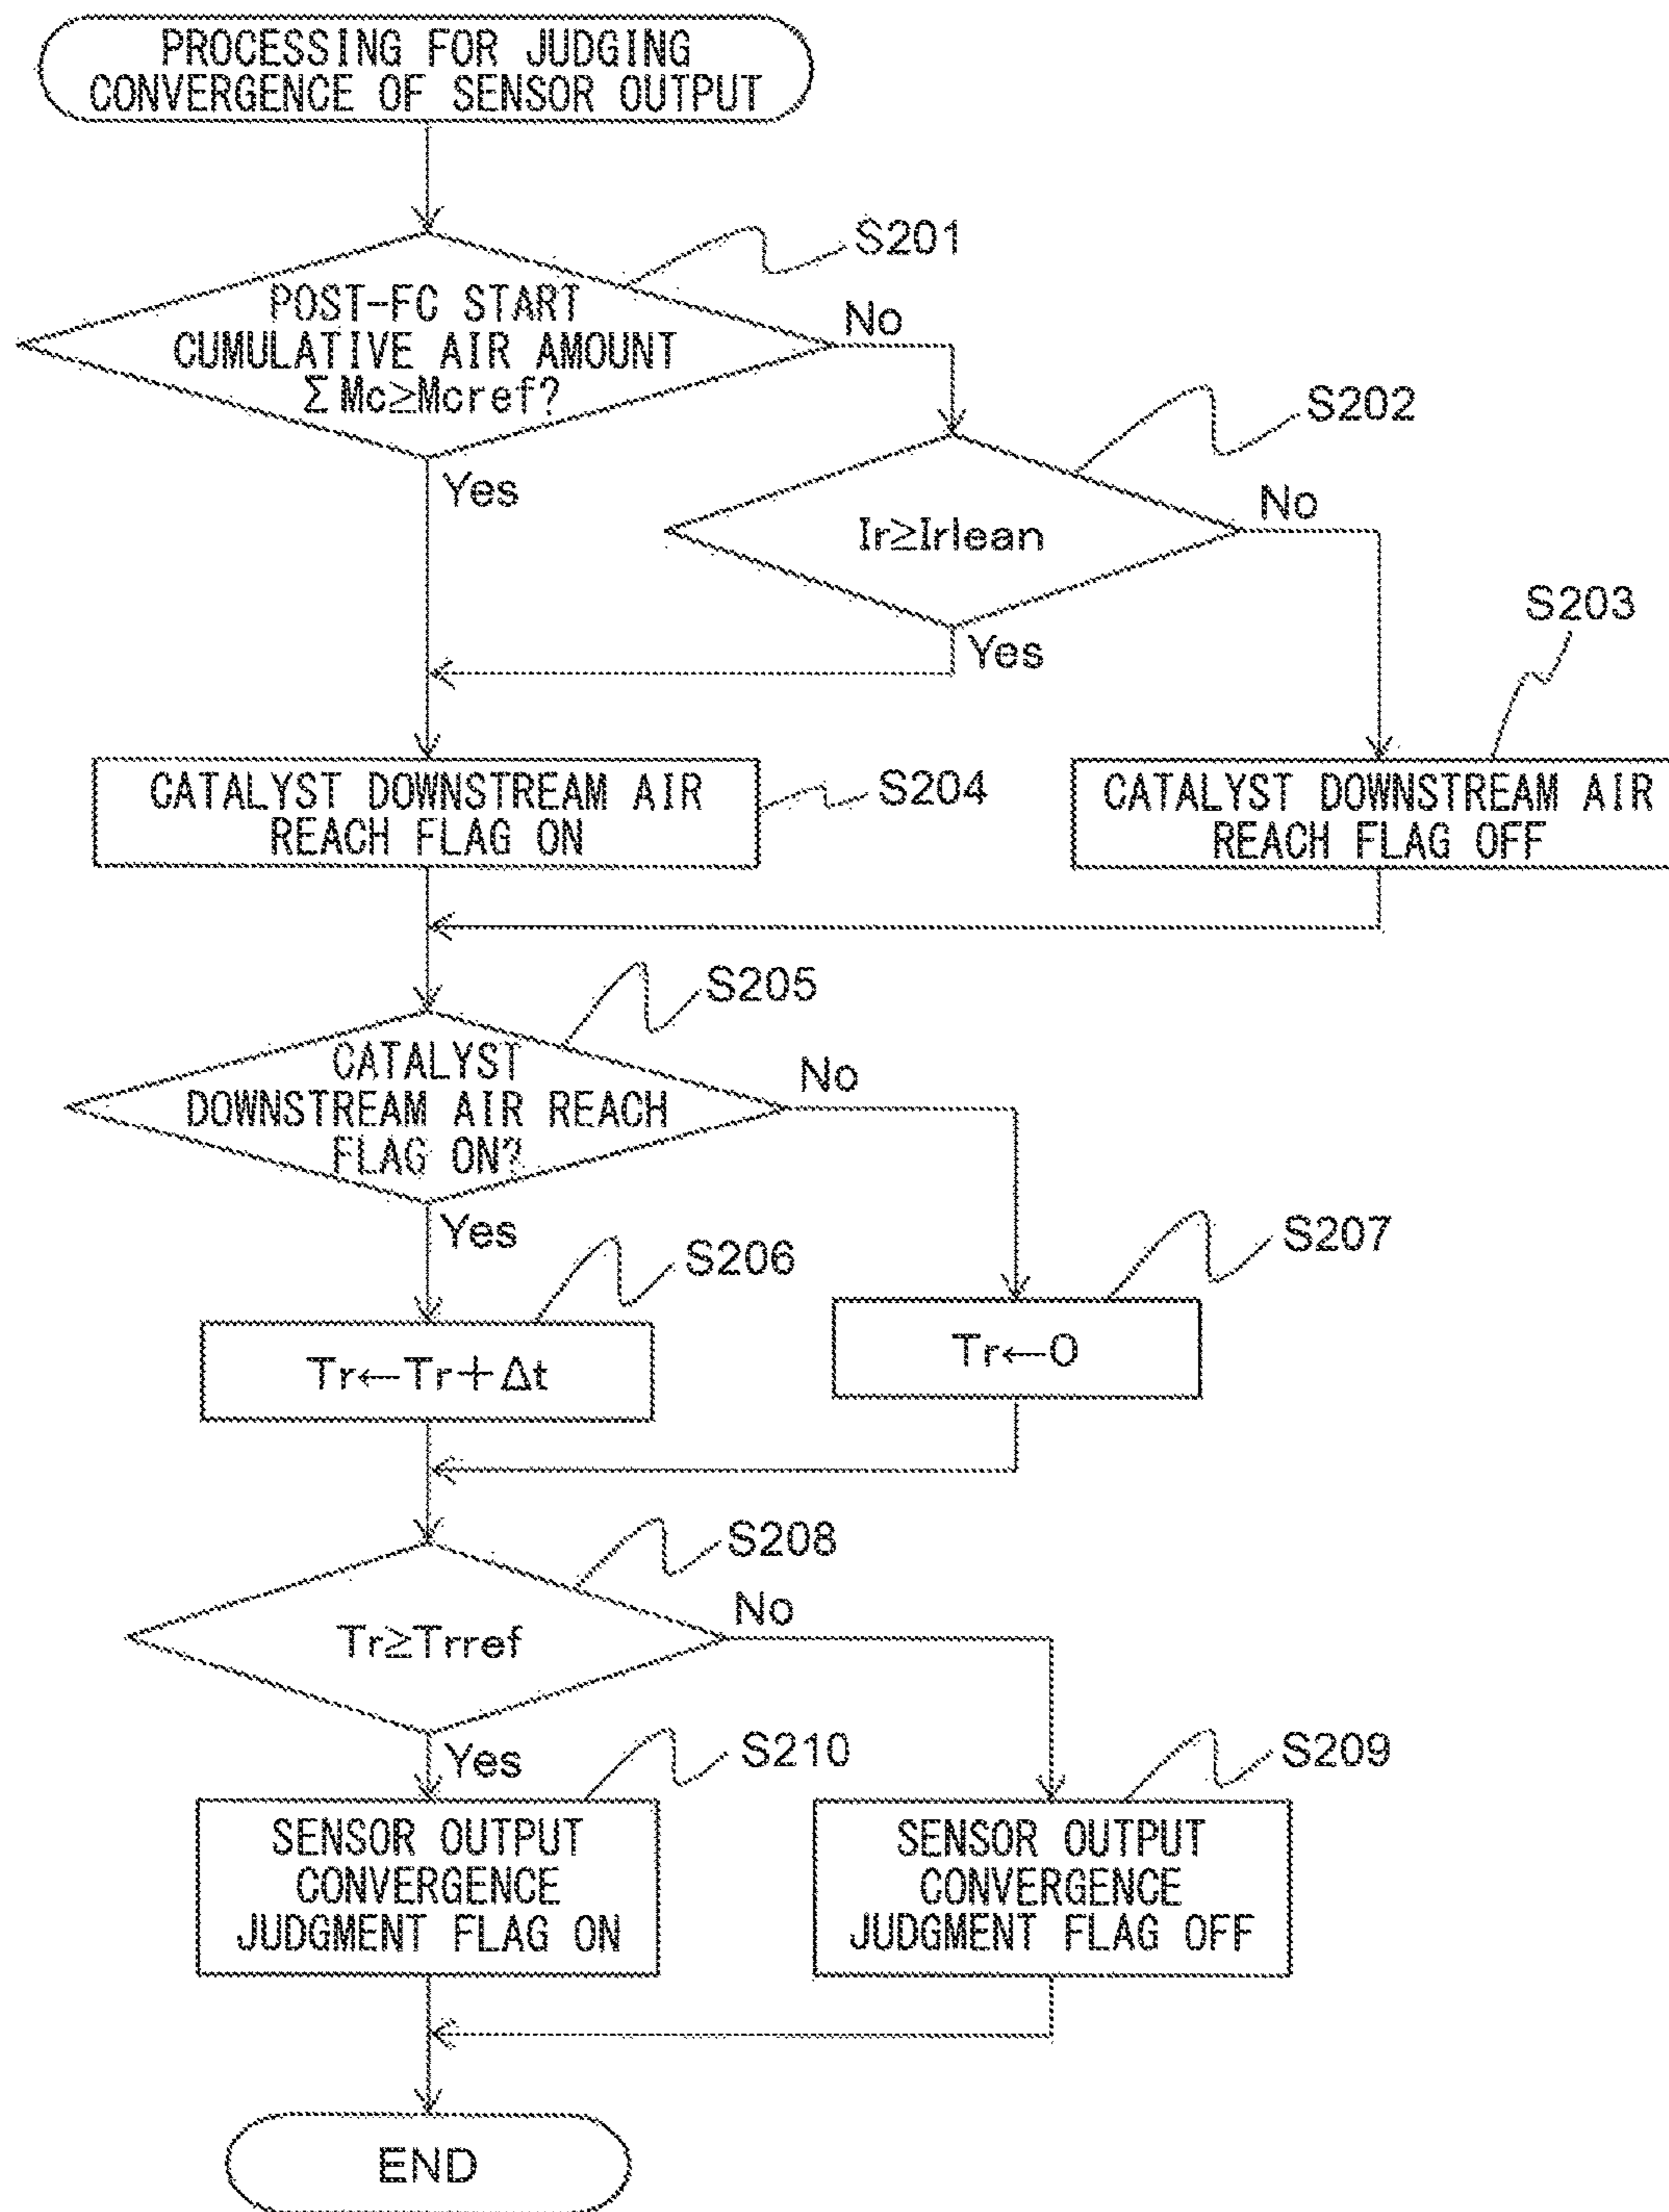 PROCESSING FOR JUDGING
CONVERGENCE OF SENSOR OUTPUT
S201
POST-FC START
CUMULATIVE AIR AMOUNT
Σ Mc≥Mcref?
No
Yes
S202
Ir≥Irlean
No
Yes
S203
CATALYST DOWNSTREAM AIR
REACH FLAG ON
S204
CATALYST DOWNSTREAM AIR
REACH FLAG OFF
S205
CATALYST
DOWNSTREAM AIR REACH
FLAG ON?
No
Yes
S206
S207
Tr←Tr+Δt
Tr←0
S208
Tr≥Trref
No
Yes
S210
S209
SENSOR OUTPUT
CONVERGENCE
JUDGMENT FLAG ON
SENSOR OUTPUT
CONVERGENCE
JUDGMENT FLAG OFF
END